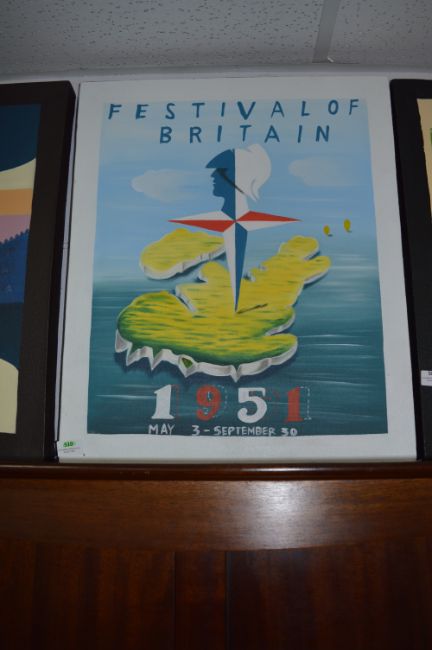 FESTIVAL OF
BRITAIN
1951
MAY 3 - SEPTEMBER 30